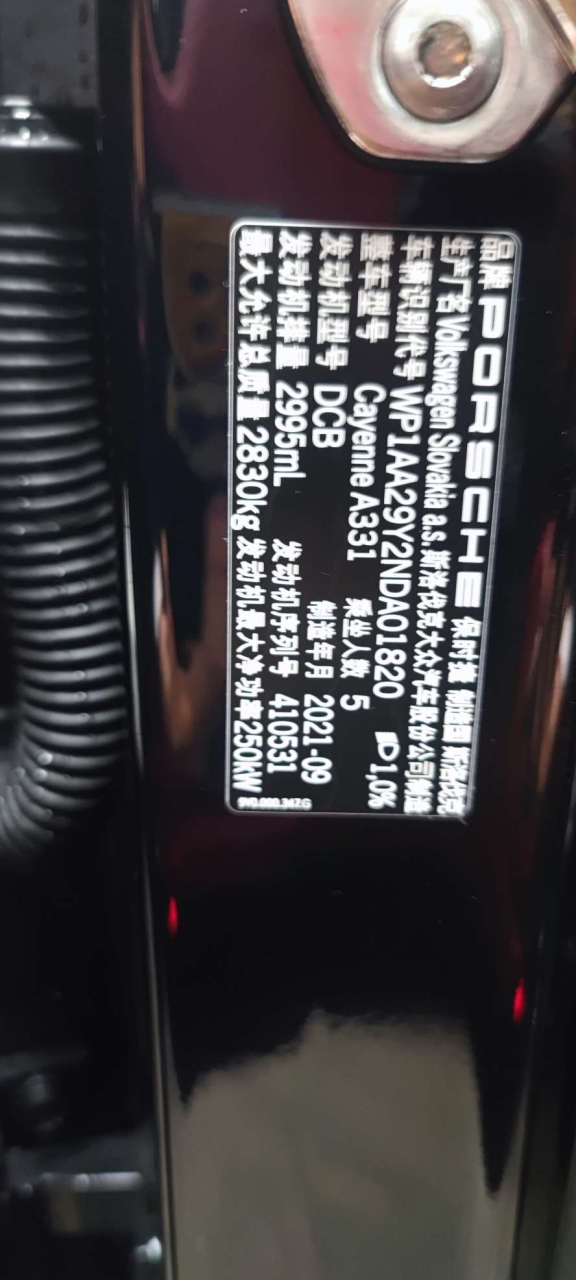 品牌 PORSCHE 保时捷 制造国 斯洛伐克
生产厂名 Volkswagen Slovakia a.s. 斯洛伐克大众汽车股份公司制造
车辆识别代号 WP1AA29Y2NDA01820 1,0%
整车型号 Cayenne A331 乘坐人数 5
发动机型号 DCB 制造年月 2021-09
发动机排量 2995mL 发动机序列号 410531
最大允许总质量 2830kg 发动机最大净功率 250kW
9Y0.000.347.G